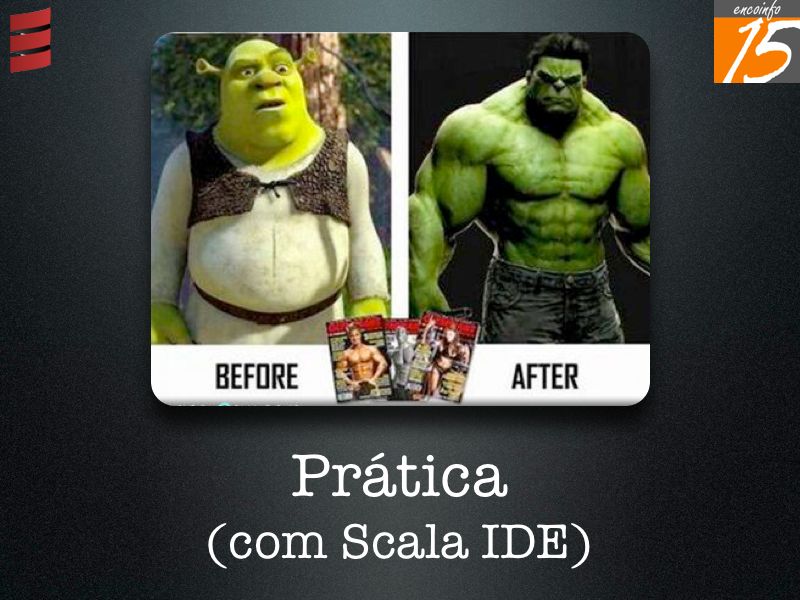 encoinfo
15
BEFORE
AFTER
Prática
(com Scala IDE)